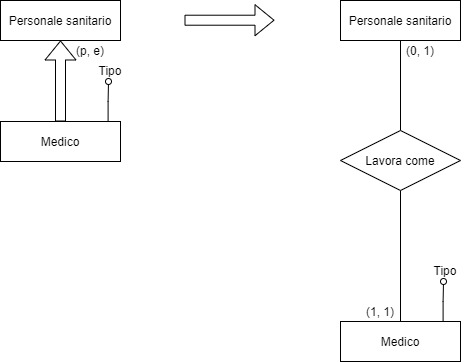 Personale sanitario
(p, e)
Tipo
Medico
Personale sanitario
(0, 1)
Lavora come
Tipo
(1, 1)
Medico